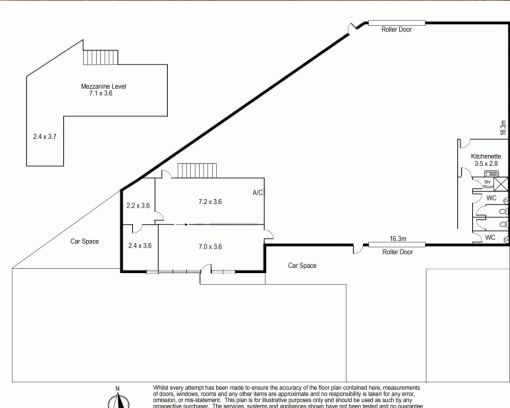 Roller Door
Mezzanine Level
7.1 x 3.6
2.4 x 3.7
16.3m
Kitchenette
3.5 x 2.8
Shr
Room
WC
WC
A/C
2.2 x 3.6
7.2 x 3.6
2.4 x 3.6
7.0 x 3.6
16.3m
Roller Door
Car Space
Car Space
N
Whilst every attempt has been made to ensure the accuracy of the floor plan contained here, measurements
of doors, windows, rooms and any other items are approximate and no responsibility is taken for any error,
omission, or mis-statement. This plan is for illustrative purposes only and should be used as such by any
prospective purchaser. The services, systems and appliances shown have not been tested and no guarantee